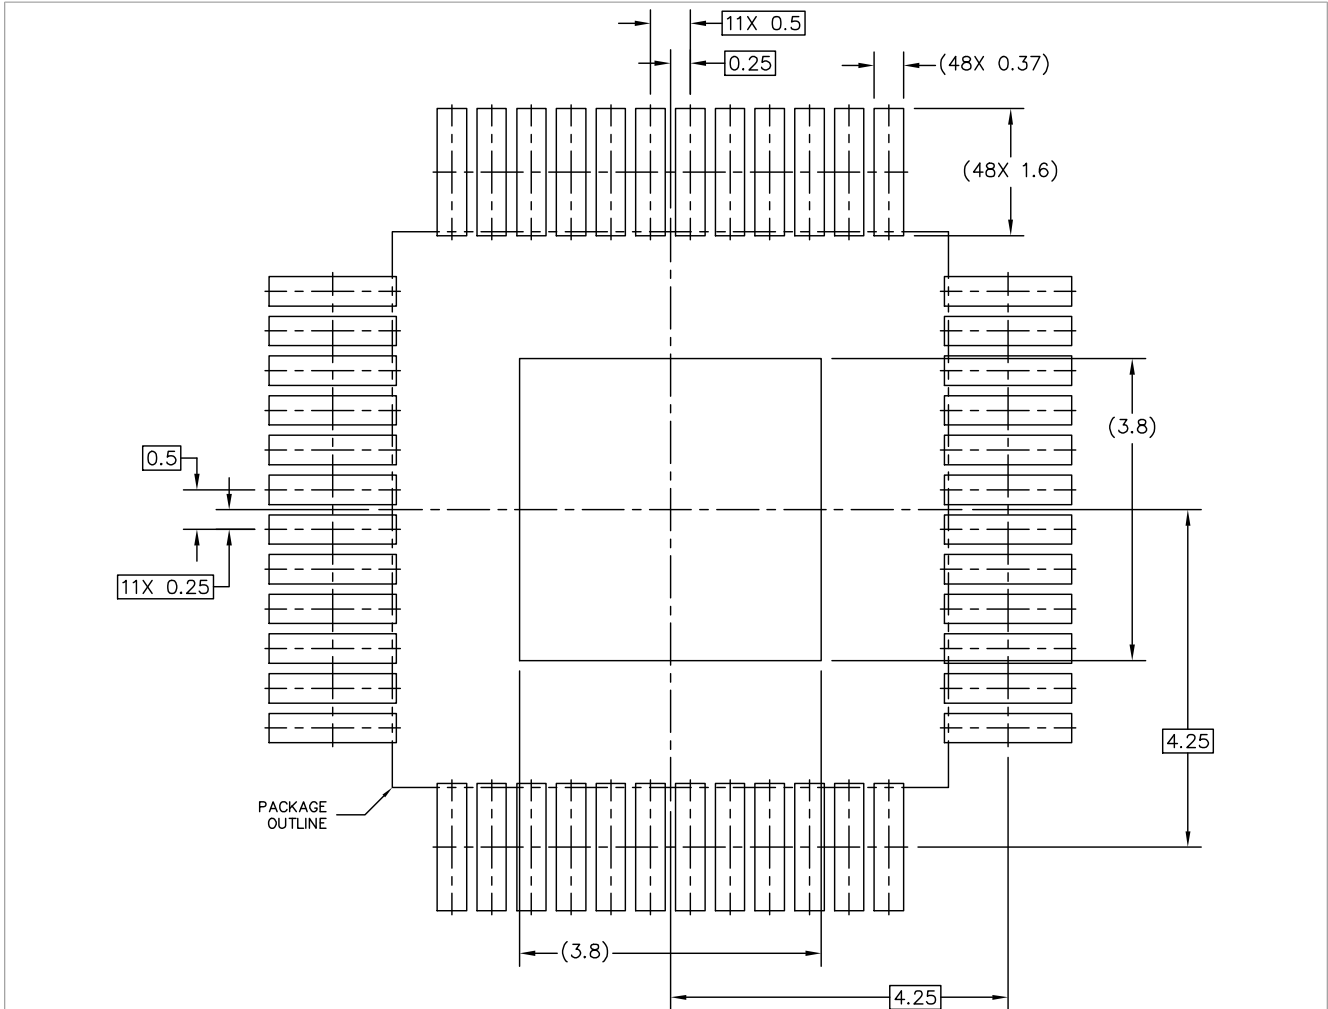 11X 0.5
0.25
(48X 0.37)
(48X 1.6)
(3.8)
0.5
11X 0.25
4.25
PACKAGE
OUTLINE
(3.8)
4.25